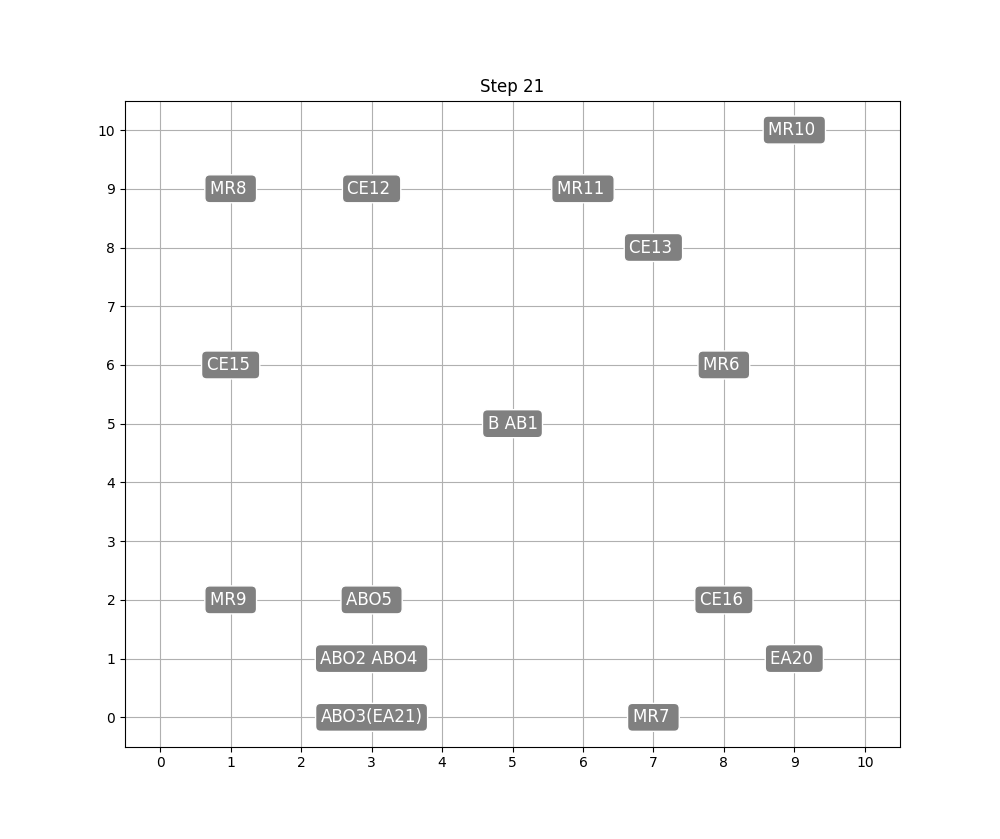 Step 21
10
MR10
9
MR8 CE12 MR11
8
CE13
7
6
CE15 MR6
5
B AB1
4
3
2
MR9 ABO5 CE16
1
ABO2 ABO4 EA20
0
ABO3(EA21) MR7
0 1 2 3 4 5 6 7 8 9 10